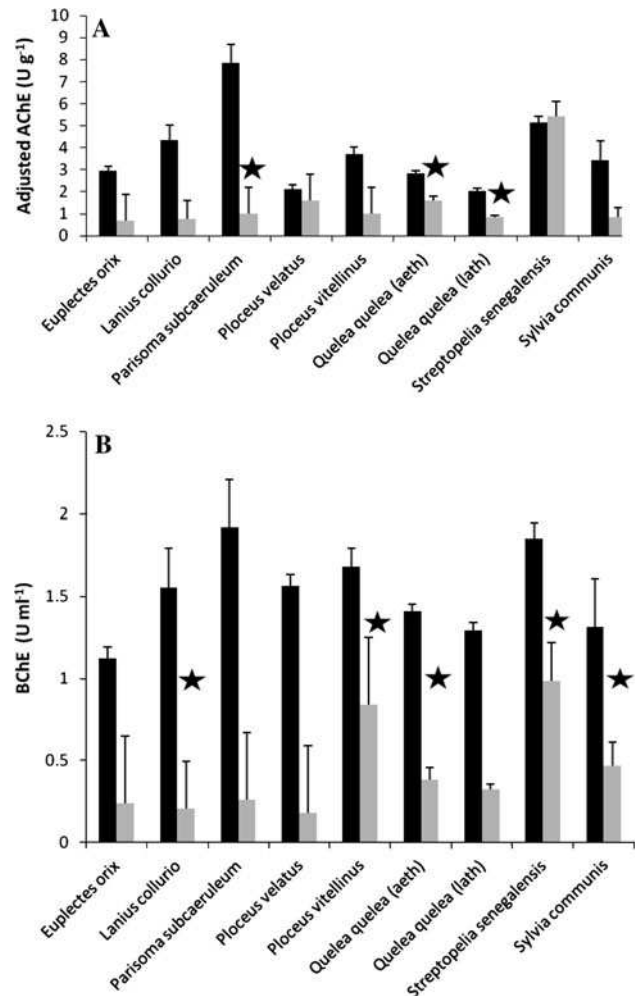 A
Adjusted AChE (U g-1)
10
9
8
7
6
5
4
3
2
1
0
Euplectes orix
Lanius collurio
Parisoma subcaeruleum
Ploceus velatus
Ploceus vitellinus
Quelea quelea (aeth)
Quelea quelea (lath)
Streptopelia senegalensis
Sylvia communis
B
BChE (U ml-1)
2.5
2
1.5
1
0.5
0
Euplectes orix
Lanius collurio
Parisoma subcaeruleum
Ploceus velatus
Ploceus vitellinus
Quelea quelea (aeth)
Quelea quelea (lath)
Streptopelia senegalensis
Sylvia communis